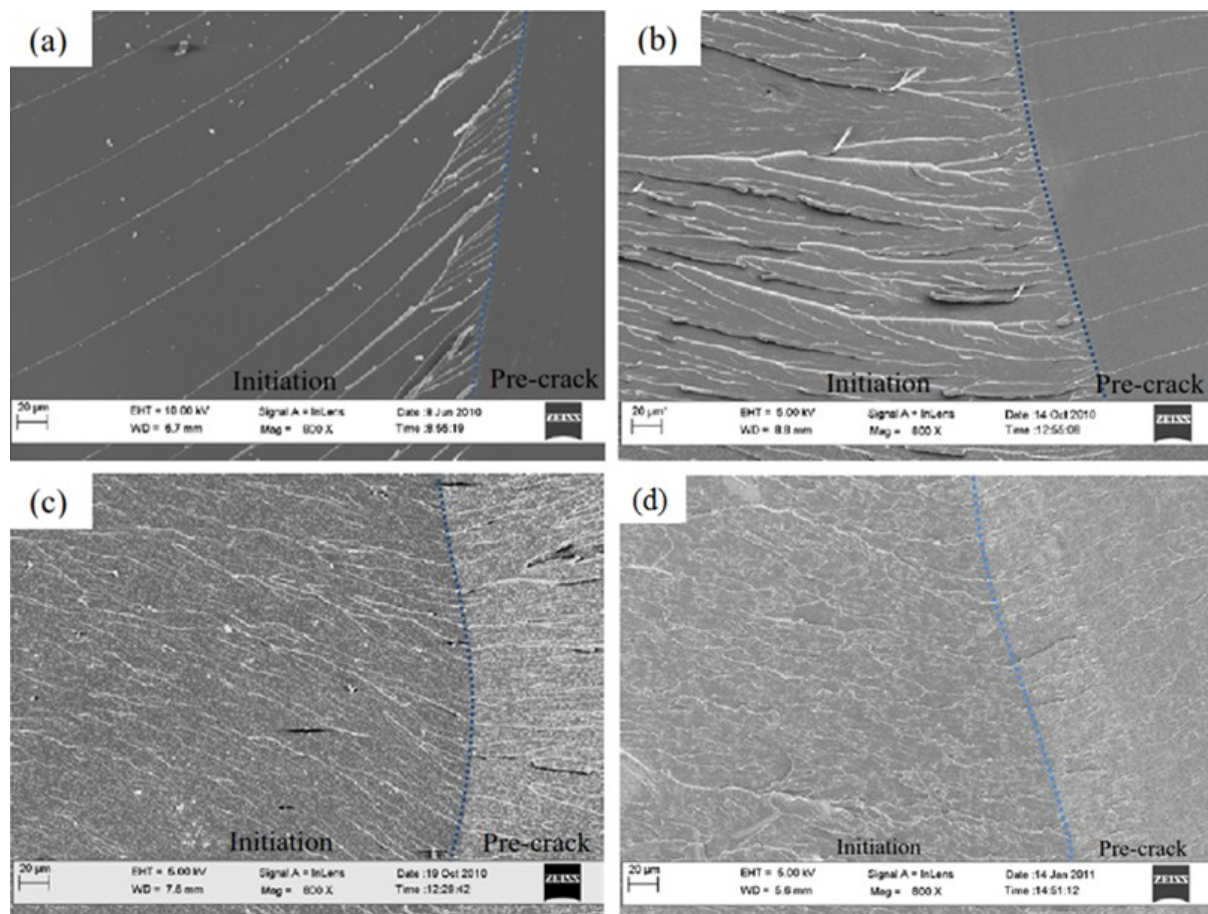 (a)
Initiation
Pre-crack
20 µm
EHT = 10.00 kV
Signal A = InLens
Date :8 Jun 2010
WD = 6.7 mm
Mag = 800 X
Time :8:56:19
ZEISS
(b)
Initiation
Pre-crack
20 µm
EHT = 5.00 kV
Signal A = InLens
Date :14 Oct 2010
WD = 8.8 mm
Mag = 800 X
Time :12:55:08
ZEISS
(c)
Initiation
Pre-crack
20 µm
EHT = 5.00 kV
Signal A = InLens
Date :19 Oct 2010
WD = 7.6 mm
Mag = 800 X
Time :12:28:42
ZEISS
(d)
Initiation
Pre-crack
20 µm
EHT = 5.00 kV
Signal A = InLens
Date :14 Jan 2011
WD = 5.6 mm
Mag = 800 X
Time :14:51:12
ZEISS